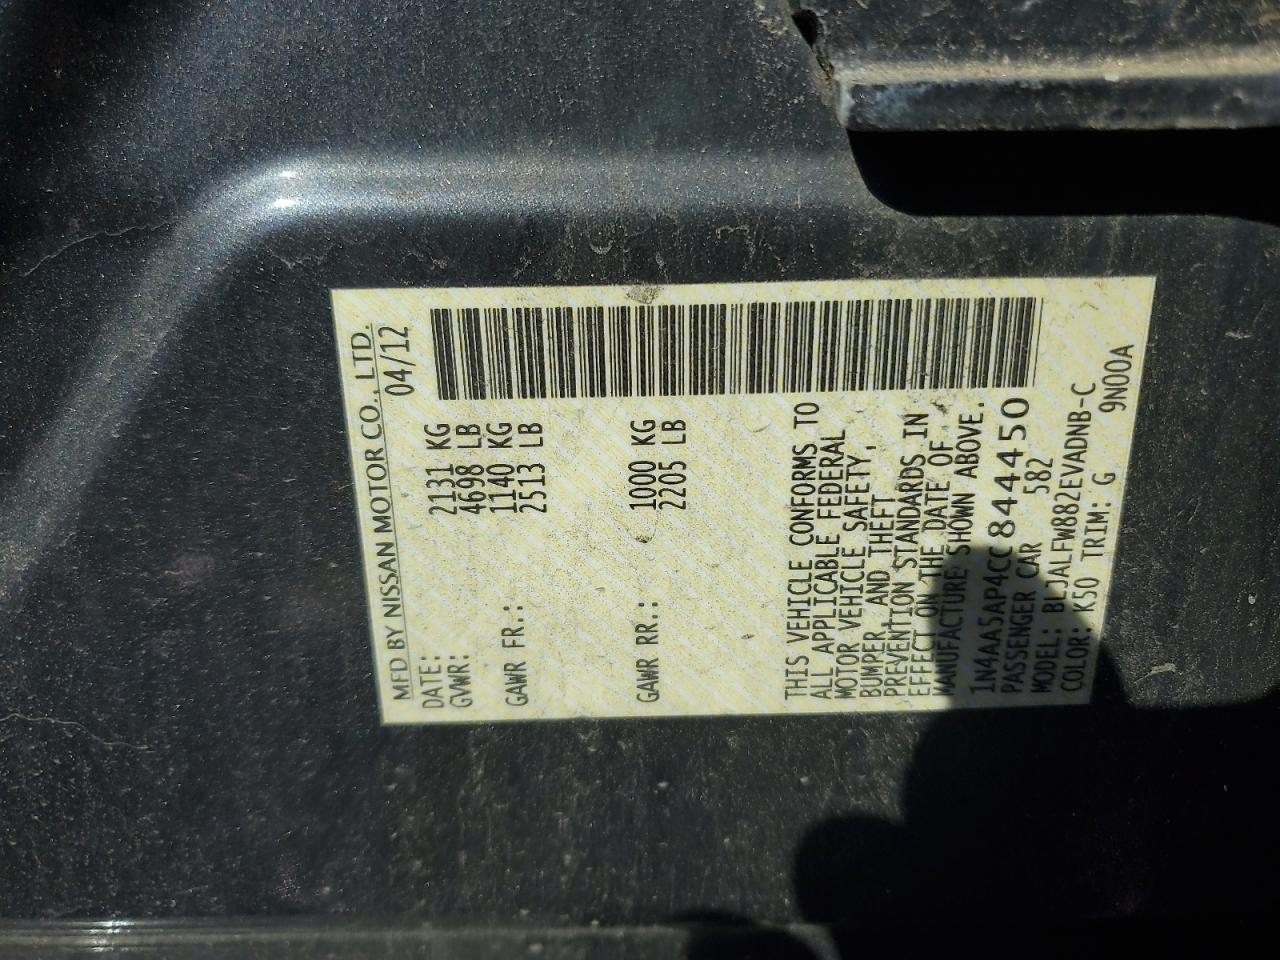 MFD BY NISSAN MOTOR CO., LTD.
DATE: 04/12
GVWR: 2131 KG
4698 LB
GAWR FR.: 1140 KG
2513 LB
GAWR RR.: 1000 KG
2205 LB
THIS VEHICLE CONFORMS TO
ALL APPLICABLE FEDERAL
MOTOR VEHICLE SAFETY,
BUMPER, AND THEFT
PREVENTION STANDARDS IN
EFFECT ON THE DATE OF
MANUFACTURE SHOWN ABOVE.
1N4AA5AP4CC844450
PASSENGER CAR 582
MODEL: BLJALFW882EVADNB-C
COLOR: K50 TRIM: G 9N00A